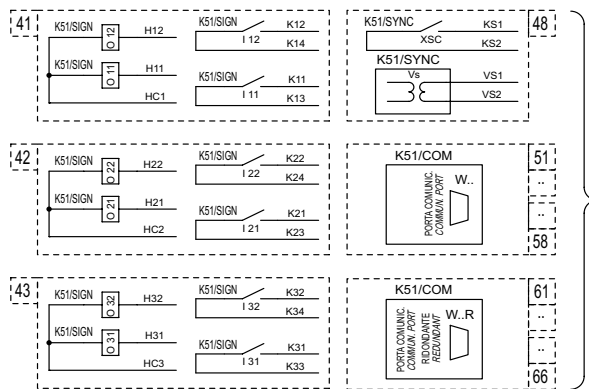 41
K51/SIGN
O 12
H12
K51/SIGN
K12
I 12
K14
K51/SIGN
O 11
H11
K51/SIGN
K11
I 11
K13
HC1
K51/SYNC
KS1
48
XSC
KS2
K51/SYNC
Vs
VS1
VS2
42
K51/SIGN
O 22
H22
K51/SIGN
K22
I 22
K24
K51/SIGN
O 21
H21
K51/SIGN
K21
I 21
K23
HC2
K51/COM
51
PORTA COMUNIC.
COMMUN. PORT
W..
..
..
58
43
K51/SIGN
O 32
H32
K51/SIGN
K32
I 32
K34
K51/SIGN
O 31
H31
K51/SIGN
K31
I 31
K33
HC3
K51/COM
61
PORTA COMUNIC.
COMMUN. PORT
RIDONDANTE
REDUNDANT
W..R
..
..
66